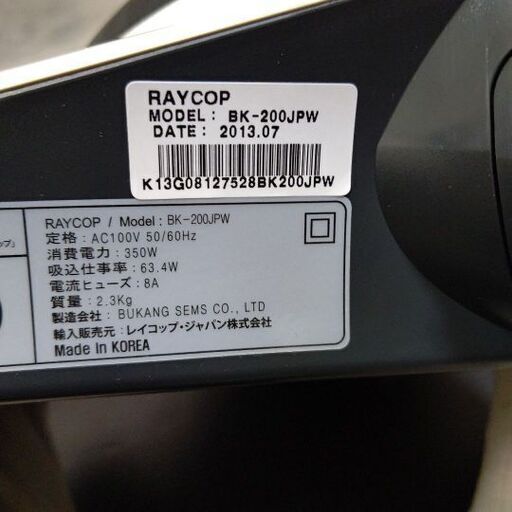 RAYCOP
MODEL: BK-200JPW
DATE: 2013.07
K13G08127528BK200JPW
RAYCOP / Model : BK-200JPW
定格 : AC100V 50/60Hz
消費電力 : 350W
吸込仕事率 : 63.4W
電流ヒューズ : 8A
質量 : 2.3Kg
製造会社 : BUKANG SEMS CO., LTD
輸入販売元 : レイコップ・ジャパン株式会社
Made In KOREA